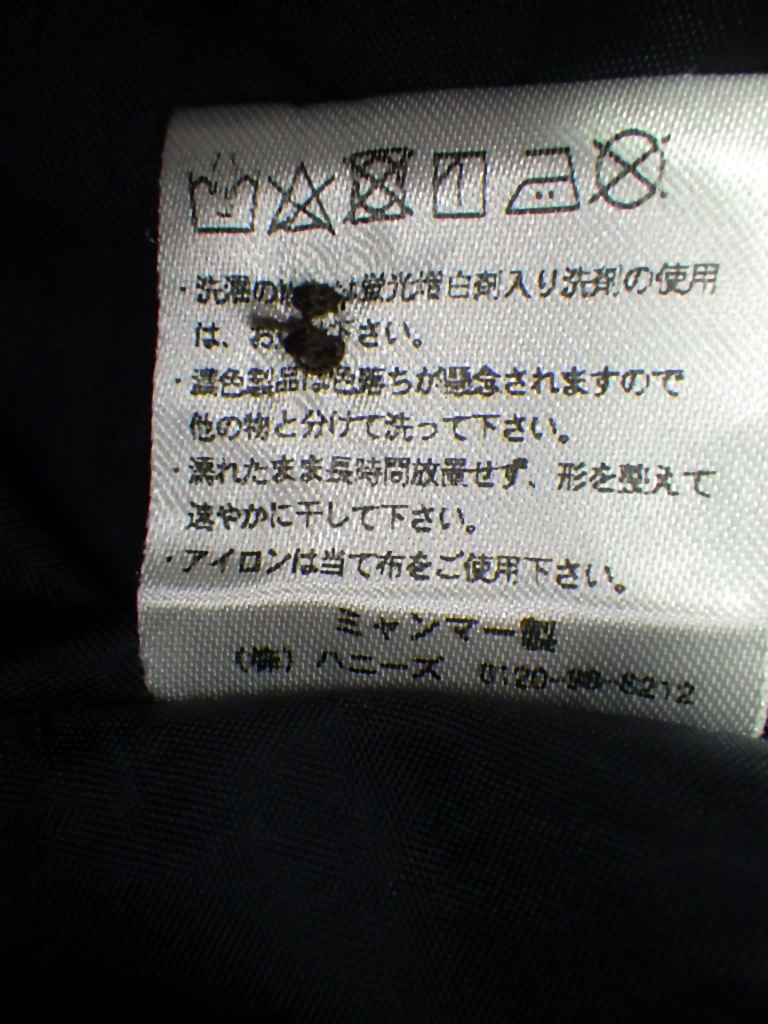 ・洗濯の は蛍光増白剤入り洗剤の使用
は、お 下さい。
・濃色製品は色落ちが懸念されますので
他の物と分けて洗って下さい。
・濡れたまま長時間放置せず、形を整えて
速やかに干して下さい。
・アイロンは当て布をご使用下さい。
ミャンマー製
(株) ハニーズ 0120-98-8212